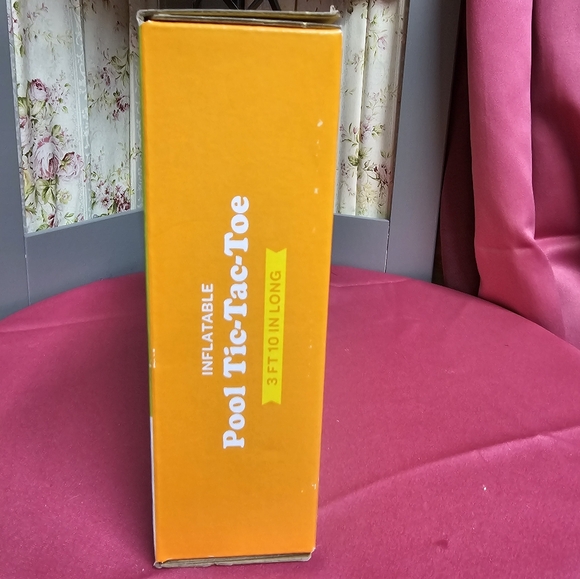 INFLATABLE
Pool Tic-Tac-Toe
3 FT 10 IN LONG